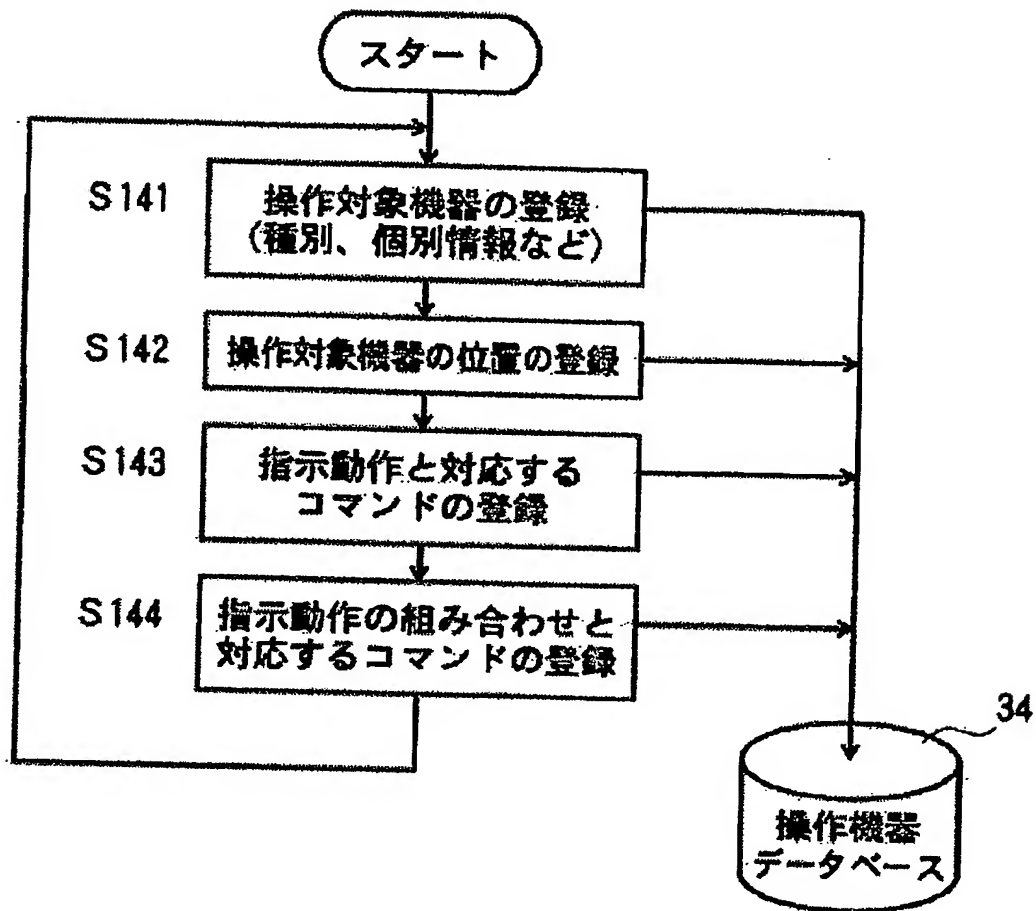 スタート
S141
操作対象機器の登録
(種別、個別情報など)
S142
操作対象機器の位置の登録
S143
指示動作と対応する
コマンドの登録
S144
指示動作の組み合わせと
対応するコマンドの登録
34
操作機器
データベース